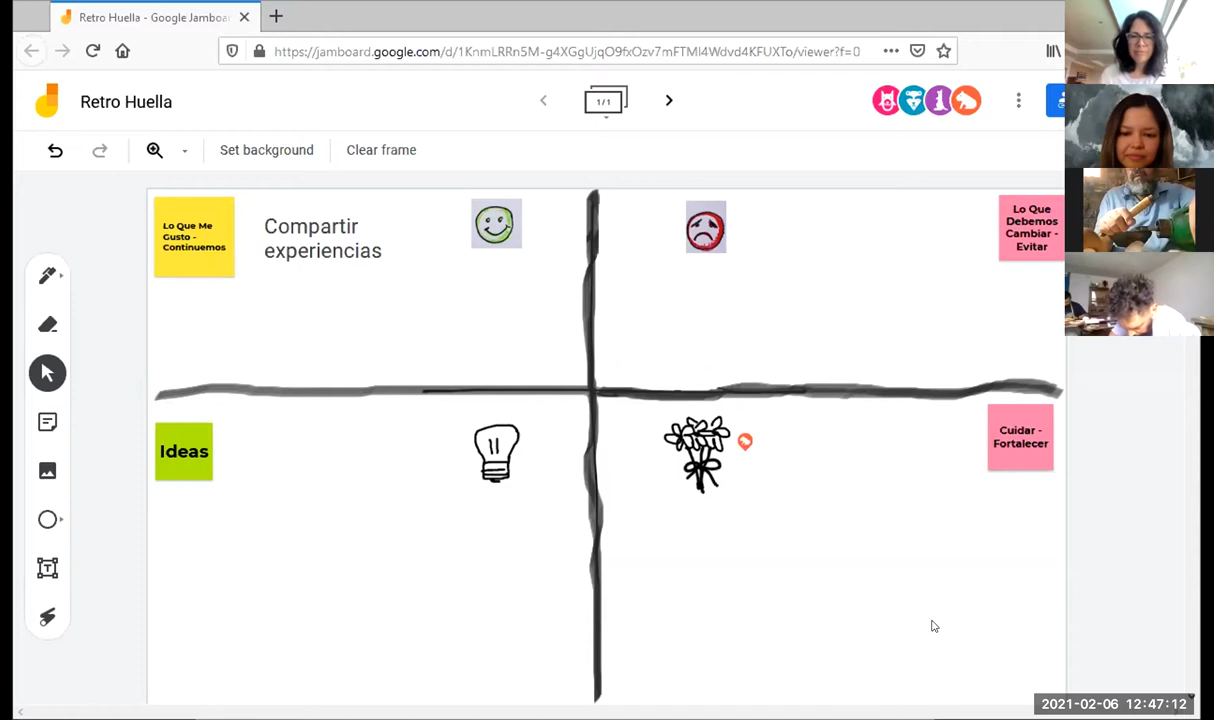 Retro Huella - Google Jamboa
https://jamboard.google.com/d/1KnmLRRn5M-g4XGgUjqO9fxOzv7mFTMI4Wdvd4KFUXTo/viewer?f=0
Retro Huella
1/1
Set background
Clear frame
Lo Que Me
Gusto -
Continuemos
Compartir
experiencias
Lo Que
Debemos
Cambiar -
Evitar
Ideas
Cuidar -
Fortalecer
2021-02-06 12:47:12